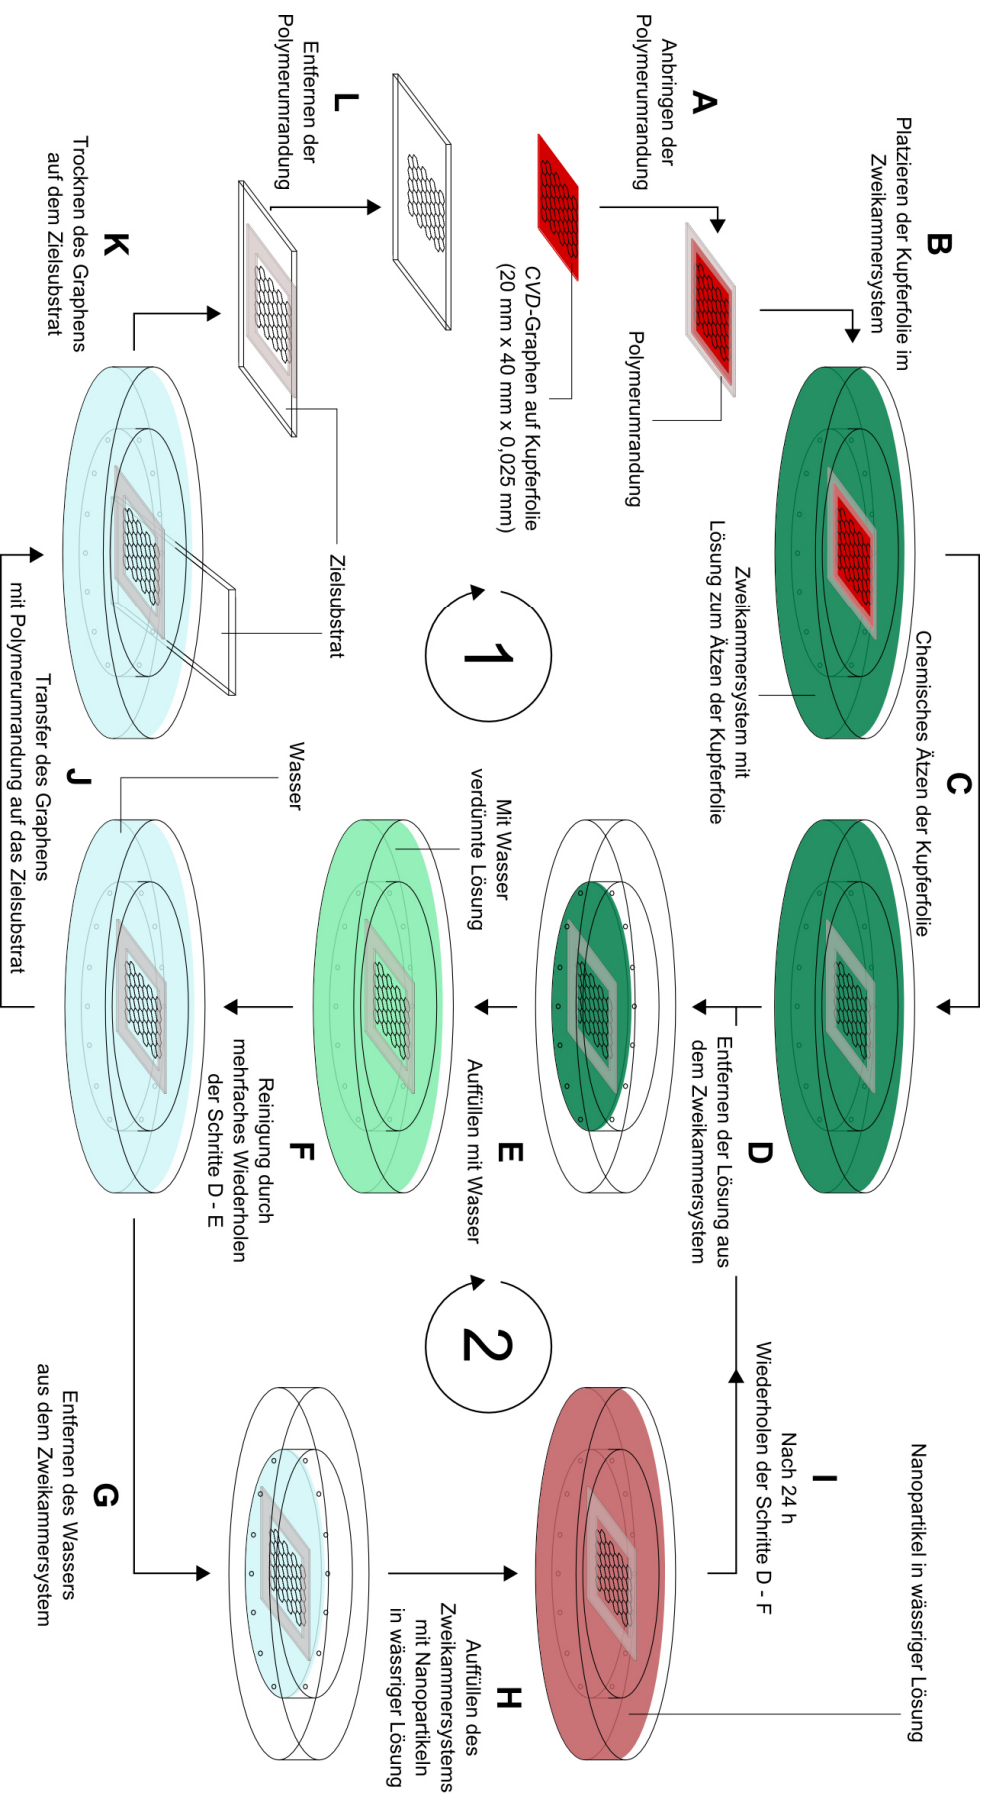 A
Anbringen der
Polymerumrandung
B
Platzieren der Kupferfolie im
Zweikammersystem
C
Chemisches Ätzen der Kupferfolie
Polymerumrandung
CVD-Graphen auf Kupferfolie
(20 mm x 40 mm x 0,025 mm)
Zweikammersystem mit
Lösung zum Ätzen der Kupferfolie
D
Entfernen der Lösung aus
dem Zweikammersystem
E
Auffüllen mit Wasser
Mit Wasser
verdünnte Lösung
F
Reinigung durch
mehrfaches Wiederholen
der Schritte D - E
Wasser
G
Entfernen des Wassers
aus dem Zweikammersystem
H
Auffüllen des
Zweikammersystems
mit Nanopartikeln
in wässriger Lösung
Nanopartikel in wässriger Lösung
I
Nach 24 h
Wiederholen der Schritte D - F
J
Transfer des Graphens
mit Polymerumrandung auf das Zielsubstrat
K
Trocknen des Graphens
auf dem Zielsubstrat
Zielsubstrat
L
Entfernen der
Polymerumrandung
1
2